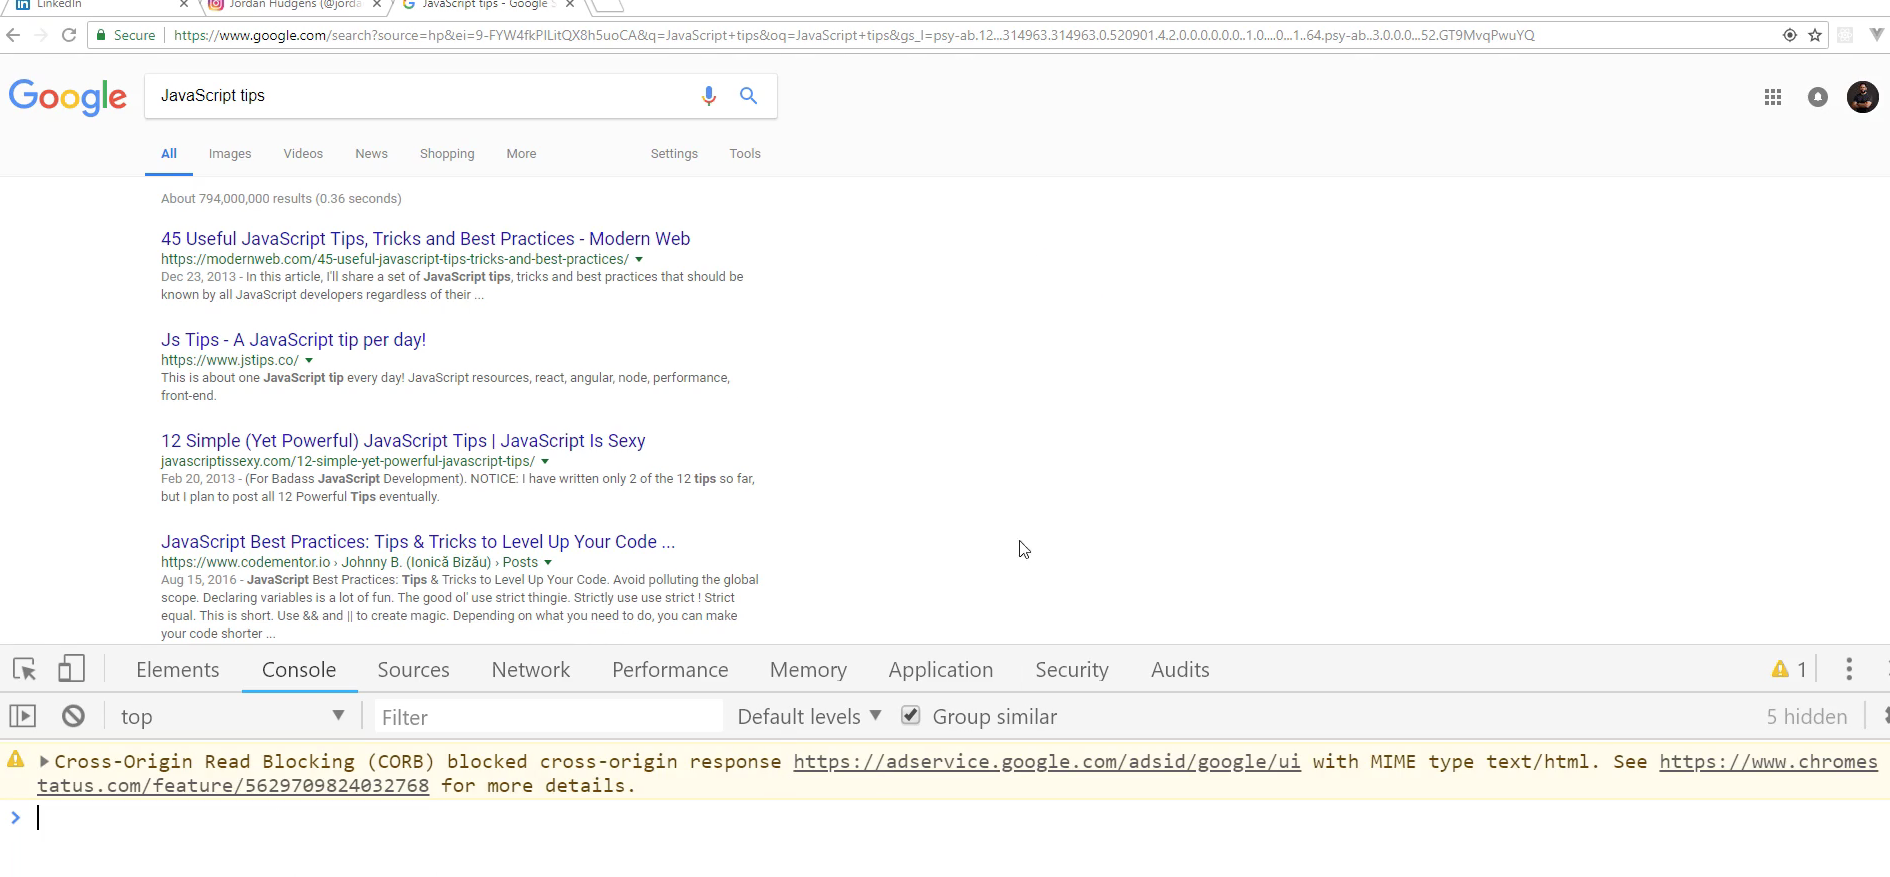 LinkedIn
Jordan Hudgens (@jorda
JavaScript tips - Google S
Secure
https://www.google.com/search?source=hp&ei=9-FYW4fkPILitQX8h5uoCA&q=JavaScript+tips&oq=JavaScript+tips&gs_l=psy-ab.12...314963.314963.0.520901.4.2.0.0.0.0.0.0..1.0....0...1..64.psy-ab..3.0.0.0...52.GT9MvqPwuYQ
Google
JavaScript tips
All Images Videos News Shopping More Settings Tools
About 794,000,000 results (0.36 seconds)
45 Useful JavaScript Tips, Tricks and Best Practices - Modern Web
https://modernweb.com/45-useful-javascript-tips-tricks-and-best-practices/
Dec 23, 2013 - In this article, I'll share a set of JavaScript tips, tricks and best practices that should be
known by all JavaScript developers regardless of their ...
Js Tips - A JavaScript tip per day!
https://www.jstips.co/
This is about one JavaScript tip every day! JavaScript resources, react, angular, node, performance,
front-end.
12 Simple (Yet Powerful) JavaScript Tips | JavaScript Is Sexy
javascriptissexy.com/12-simple-yet-powerful-javascript-tips/
Feb 20, 2013 - (For Badass JavaScript Development). NOTICE: I have written only 2 of the 12 tips so far,
but I plan to post all 12 Powerful Tips eventually.
JavaScript Best Practices: Tips & Tricks to Level Up Your Code ...
https://www.codementor.io › Johnny B. (Ionică Bizău) › Posts
Aug 15, 2016 - JavaScript Best Practices: Tips & Tricks to Level Up Your Code. Avoid polluting the global
scope. Declaring variables is a lot of fun. The good ol' use strict thingie. Strictly use use strict ! Strict
equal. This is short. Use && and || to create magic. Depending on what you need to do, you can make
your code shorter ...
Elements Console Sources Network Performance Memory Application Security Audits 1
top Filter Default levels Group similar 5 hidden
Cross-Origin Read Blocking (CORB) blocked cross-origin response https://adservice.google.com/adsid/google/ui with MIME type text/html. See https://www.chromes
tatus.com/feature/5629709824032768 for more details.